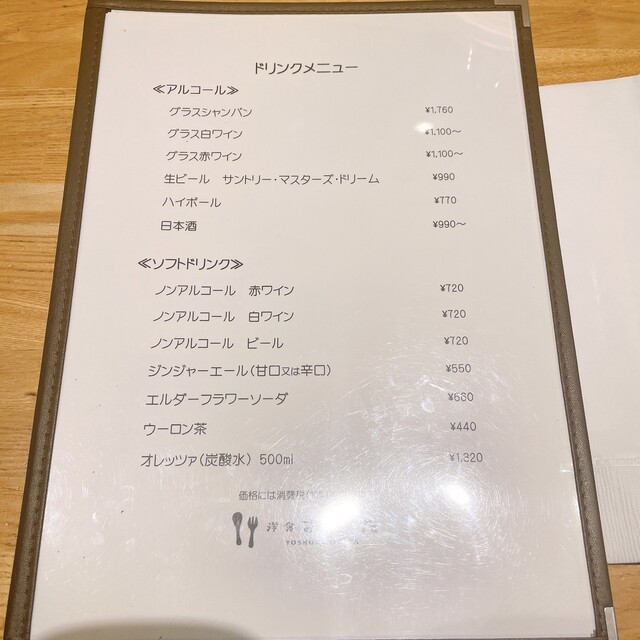 ドリンクメニュー
≪アルコール≫
グラスシャンパン ¥1,760
グラス白ワイン ¥1,100～
グラス赤ワイン ¥1,100～
生ビール サントリー・マスターズ・ドリーム ¥990
ハイボール ¥770
日本酒 ¥990～
≪ソフトドリンク≫
ノンアルコール 赤ワイン ¥720
ノンアルコール 白ワイン ¥720
ノンアルコール ビール ¥720
ジンジャーエール(甘口又は辛口) ¥550
エルダーフラワーソーダ
ウーロン茶 ¥440
オレッツァ(炭酸水) 500ml ¥1,320
価格には消費税
洋食